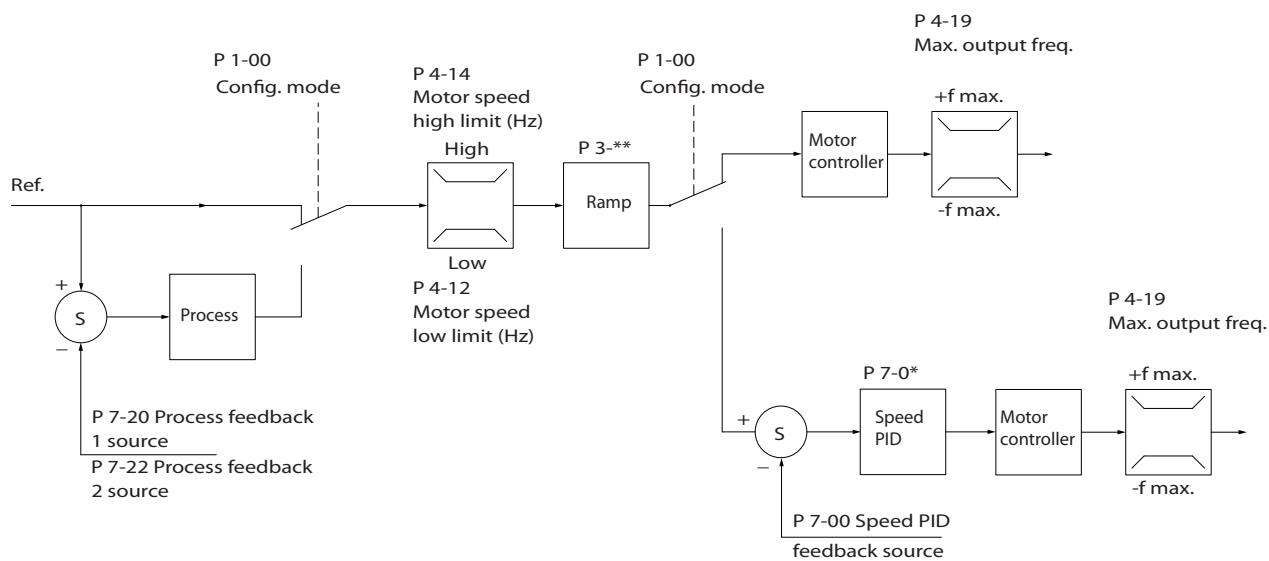 P 4-19
Max. output freq.
P 1-00
Config. mode
P 4-14
Motor speed
high limit (Hz)
High
P 3-**
P 1-00
Config. mode
+f max.
Ref.
Ramp
Motor
controller
-f max.
Low
P 4-12
Motor speed
low limit (Hz)
+
S
–
Process
P 7-20 Process feedback
1 source
P 7-22 Process feedback
2 source
P 4-19
Max. output freq.
P 7-0*
+f max.
+
S
–
Speed
PID
Motor
controller
-f max.
P 7-00 Speed PID
feedback source